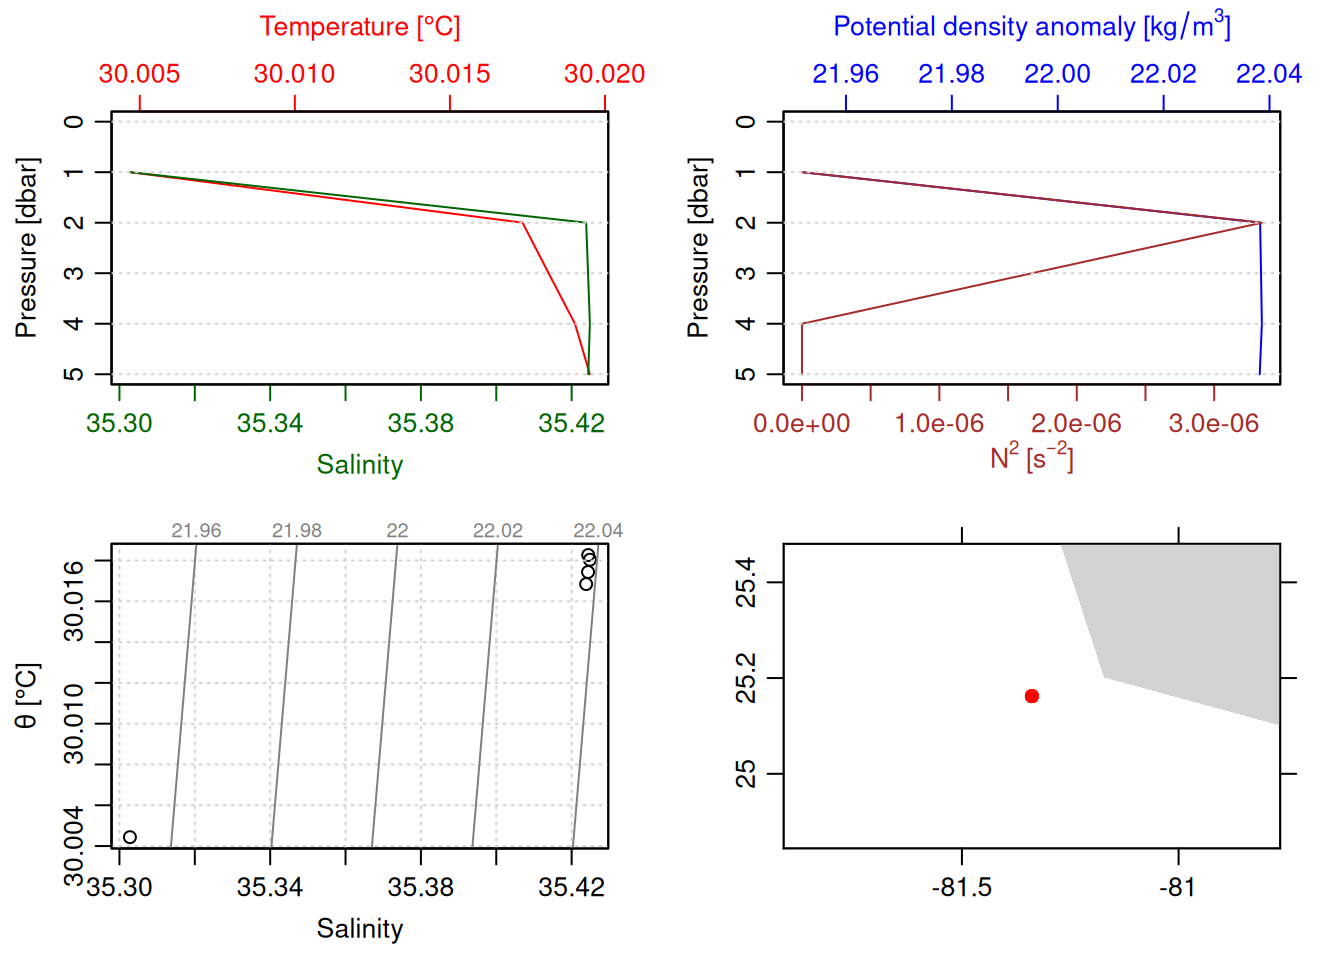 Temperature [°C]
30.005 30.010 30.015 30.020
0
1
2
3
4
5
Pressure [dbar]
35.30 35.34 35.38 35.42
Salinity
Potential density anomaly [kg/m³]
21.96 21.98 22.00 22.02 22.04
0
1
2
3
4
5
Pressure [dbar]
0.0e+00 1.0e-06 2.0e-06 3.0e-06
N² [s⁻²]
21.96 21.98 22 22.02 22.04
30.016
30.010
30.004
θ [°C]
35.30 35.34 35.38 35.42
Salinity
25.4
25.2
25
-81.5 -81